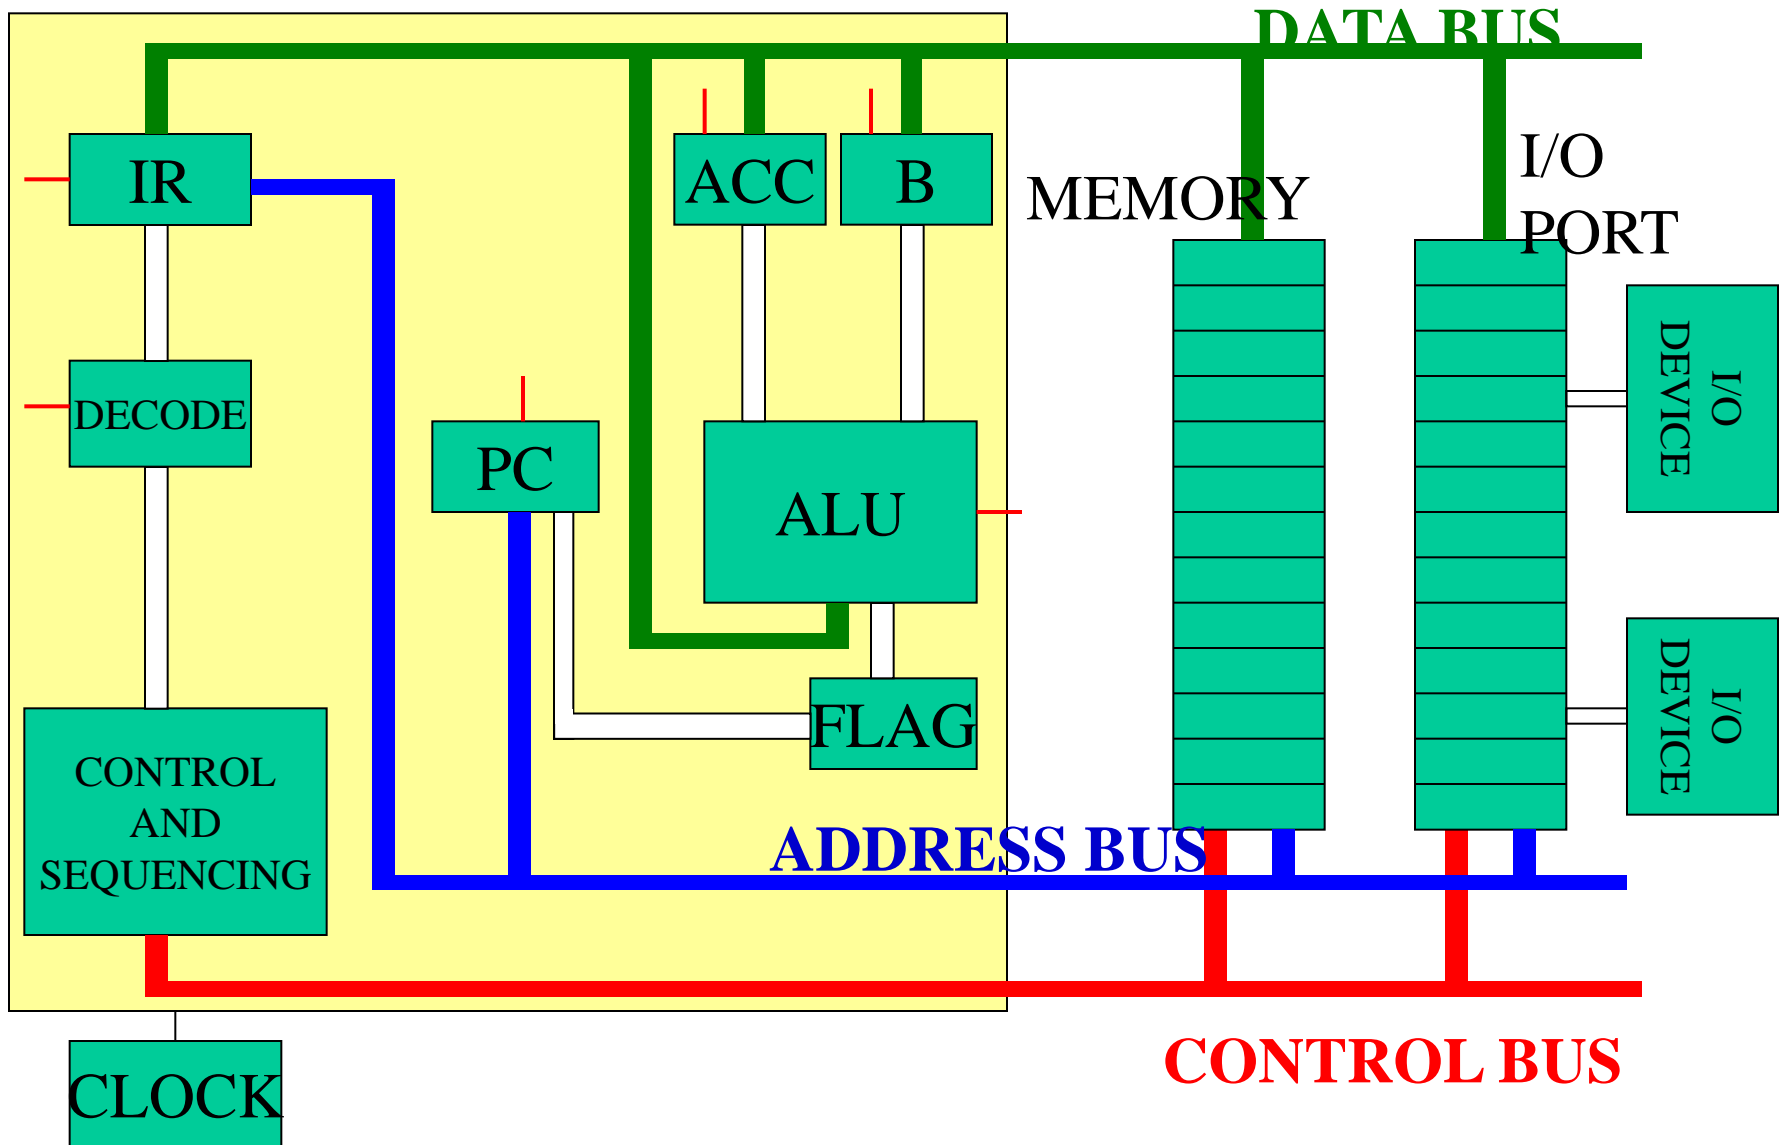 DATA BUS
IR
ACC
B
MEMORY
I/O
PORT
DECODE
PC
ALU
I/O
DEVICE
FLAG
I/O
DEVICE
CONTROL
AND
SEQUENCING
ADDRESS BUS
CONTROL BUS
CLOCK